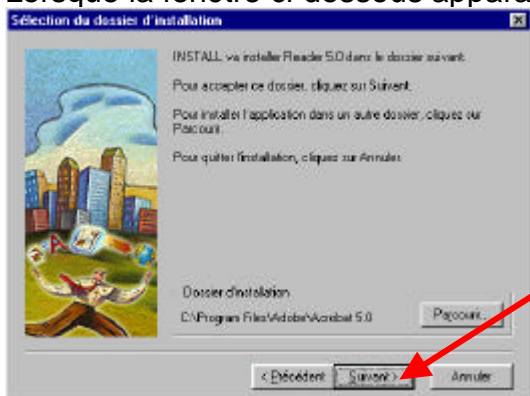 Lorsque la fenêtre ci-dessous appara
Sélection du dossier d'installation
INSTALL va installer Reader 5.0 dans le dossier suivant.
Pour accepter ce dossier, cliquez sur Suivant.
Pour installer l'application dans un autre dossier, cliquez sur
Parcourir.
Pour quitter l'installation, cliquez sur Annuler.
Dossier d'installation
C:\Program Files\Adobe\Acrobat 5.0
Parcourir...
< Précédent
Suivant >
Annuler